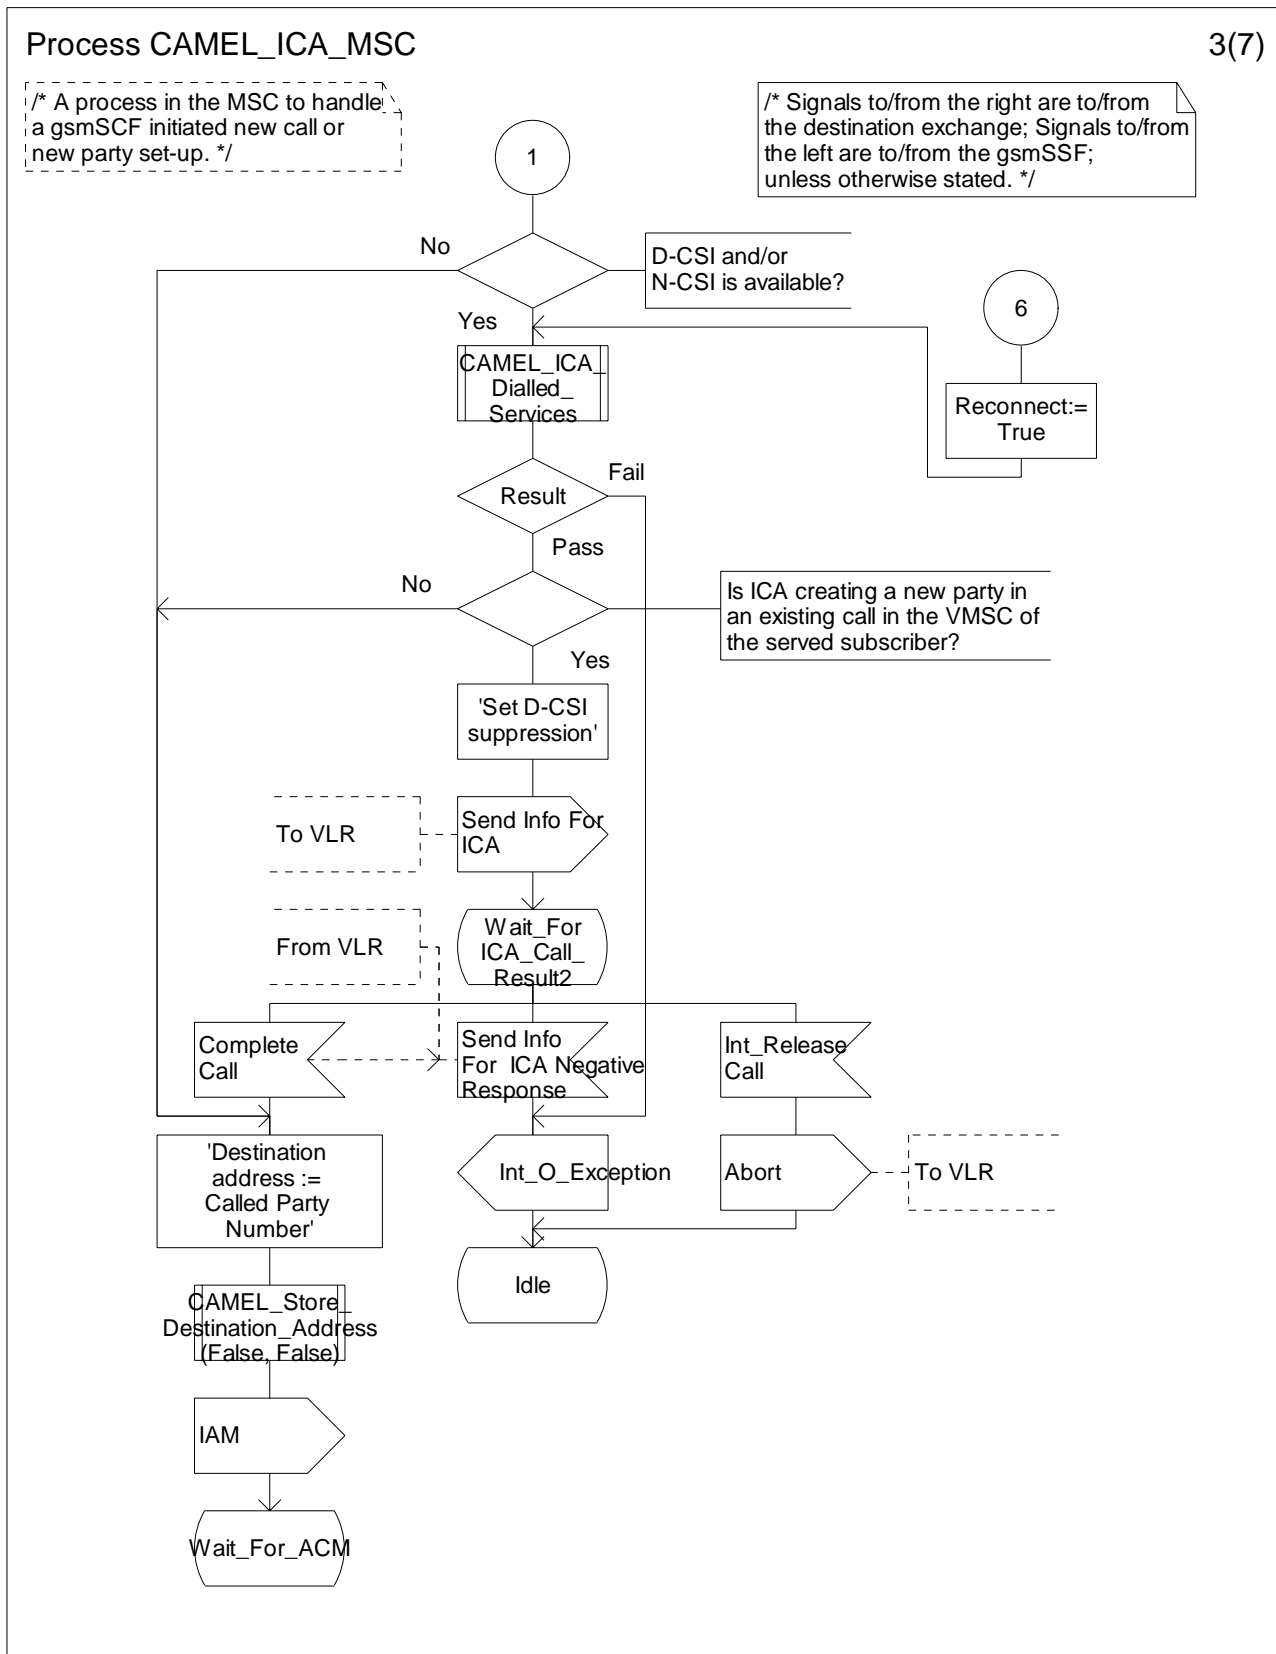 Process CAMEL_ICA_MSC
3(7)
/* A process in the MSC to handle
a gsmSCF initiated new call or
new party set-up. */
/* Signals to/from the right are to/from
the destination exchange; Signals to/from
the left are to/from the gsmSSF;
unless otherwise stated. */
1
No
D-CSI and/or
N-CSI is available?
6
Yes
CAMEL_ICA_
Dialled_
Services
Reconnect:=
True
Fail
Result
Pass
No
Is ICA creating a new party in
an existing call in the VMSC of
the served subscriber?
Yes
'Set D-CSI
suppression'
To VLR
Send Info For
ICA
From VLR
Wait_For
ICA_Call_
Result2
Complete
Call
Send Info
For ICA Negative
Response
Int_Release
Call
'Destination
address :=
Called Party
Number'
Int_O_Exception
Abort
To VLR
Idle
CAMEL_Store_
Destination_Address
(False, False)
IAM
Wait_For_ACM